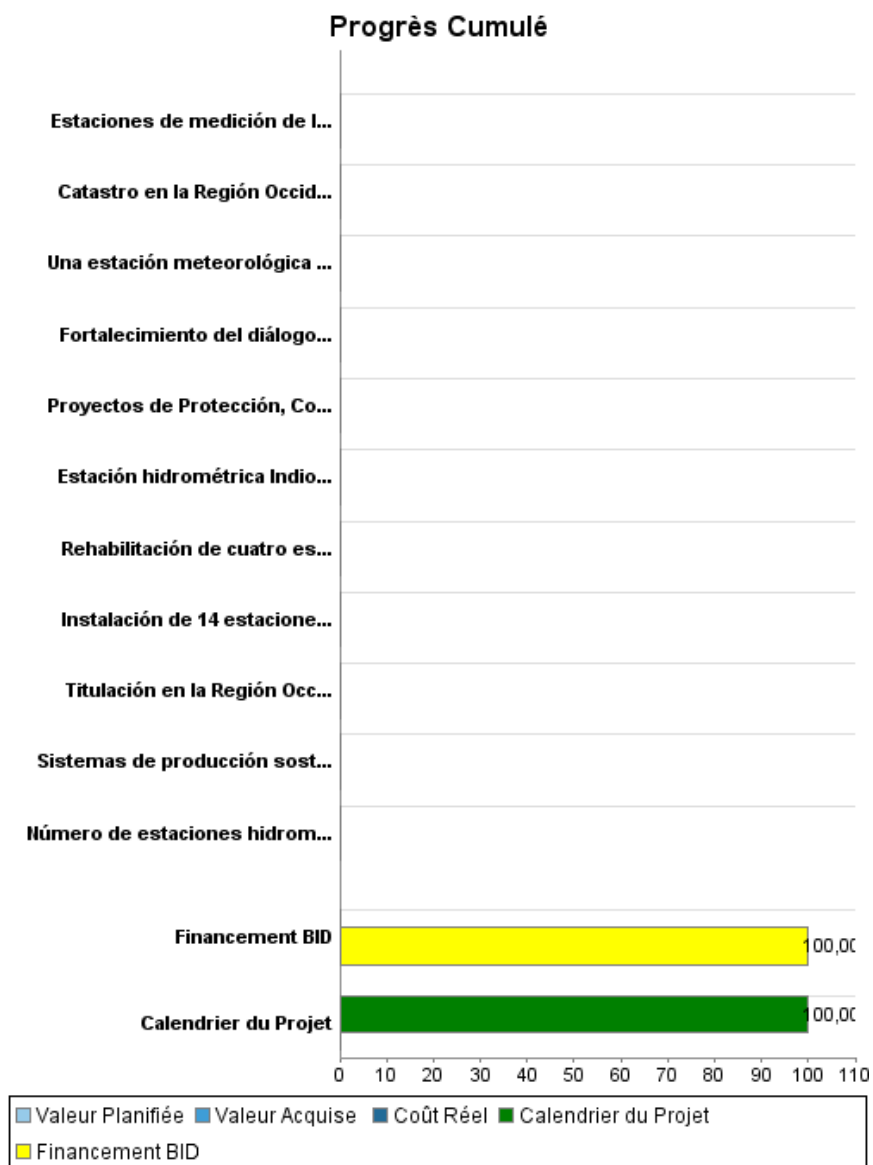 Progrès Cumulé
Estaciones de medición de l...
Catastro en la Región Occid...
Una estación meteorológica ...
Fortalecimiento del diálogo...
Proyectos de Protección, Co...
Estación hidrométrica Indio...
Rehabilitación de cuatro es...
Instalación de 14 estacione...
Titulación en la Región Occ...
Sistemas de producción sost...
Número de estaciones hidrom...
Financement BID
100,00
Calendrier du Projet
100,00
0 10 20 30 40 50 60 70 80 90 100 110
Valeur Planifiée Valeur Acquise Coût Réel Calendrier du Projet
Financement BID